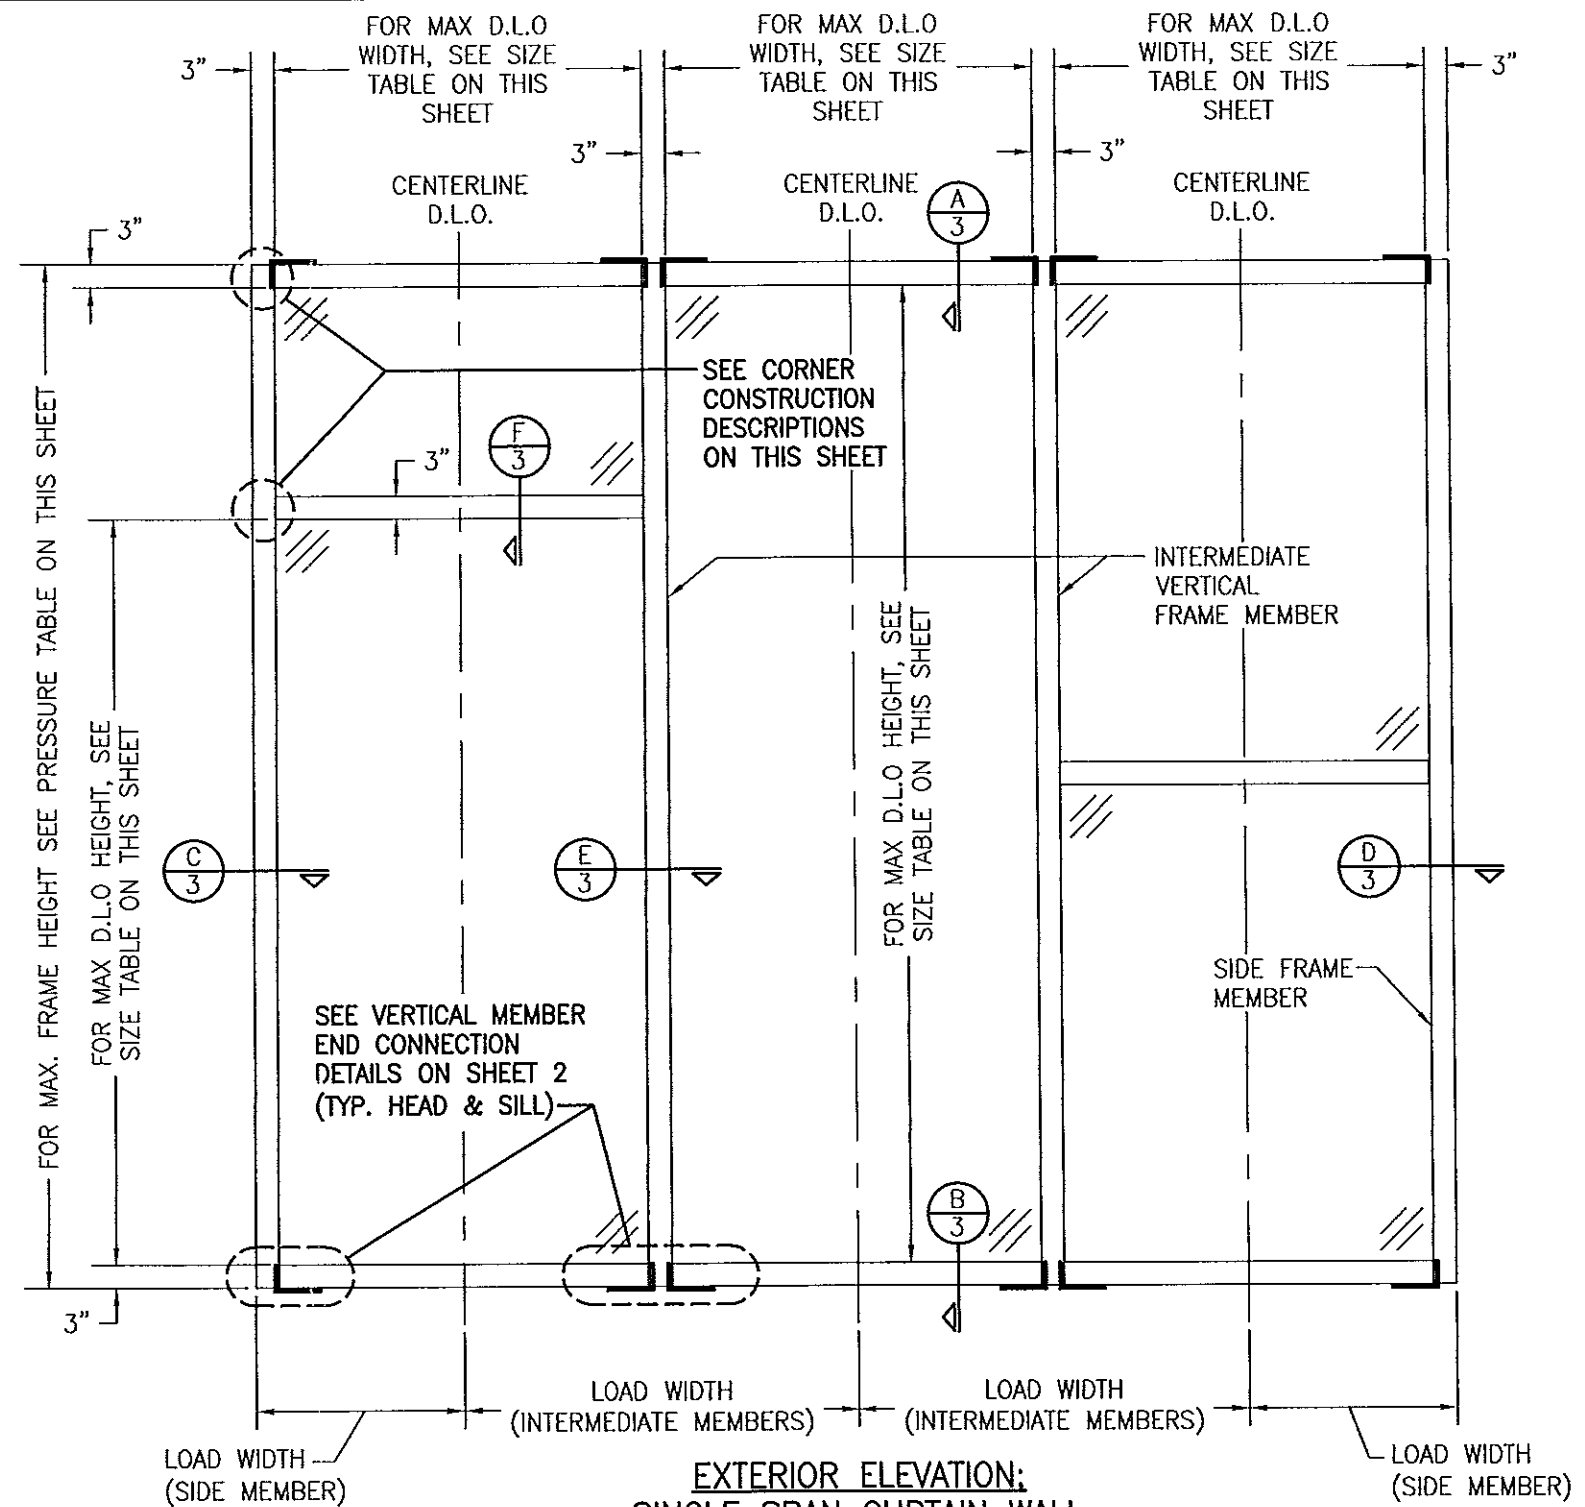 FOR MAX D.L.O
WIDTH, SEE SIZE
TABLE ON THIS
SHEET
FOR MAX D.L.O
WIDTH, SEE SIZE
TABLE ON THIS
SHEET
FOR MAX D.L.O
WIDTH, SEE SIZE
TABLE ON THIS
SHEET
3"
3"
3"
3"
CENTERLINE
D.L.O.
CENTERLINE
D.L.O.
CENTERLINE
D.L.O.
A
3
3"
SEE CORNER
CONSTRUCTION
DESCRIPTIONS
ON THIS SHEET
F
3
3"
FOR MAX. FRAME HEIGHT SEE PRESSURE TABLE ON THIS SHEET
FOR MAX D.L.O HEIGHT, SEE
SIZE TABLE ON THIS SHEET
FOR MAX D.L.O HEIGHT, SEE
SIZE TABLE ON THIS SHEET
INTERMEDIATE
VERTICAL
FRAME MEMBER
C
3
E
3
D
3
SIDE FRAME
MEMBER
SEE VERTICAL MEMBER
END CONNECTION
DETAILS ON SHEET 2
(TYP. HEAD & SILL)
B
3
3"
LOAD WIDTH
(INTERMEDIATE MEMBERS)
LOAD WIDTH
(INTERMEDIATE MEMBERS)
LOAD WIDTH
(SIDE MEMBER)
LOAD WIDTH
(SIDE MEMBER)
EXTERIOR ELEVATION:
SINGLE SPAN CURTAIN WALL